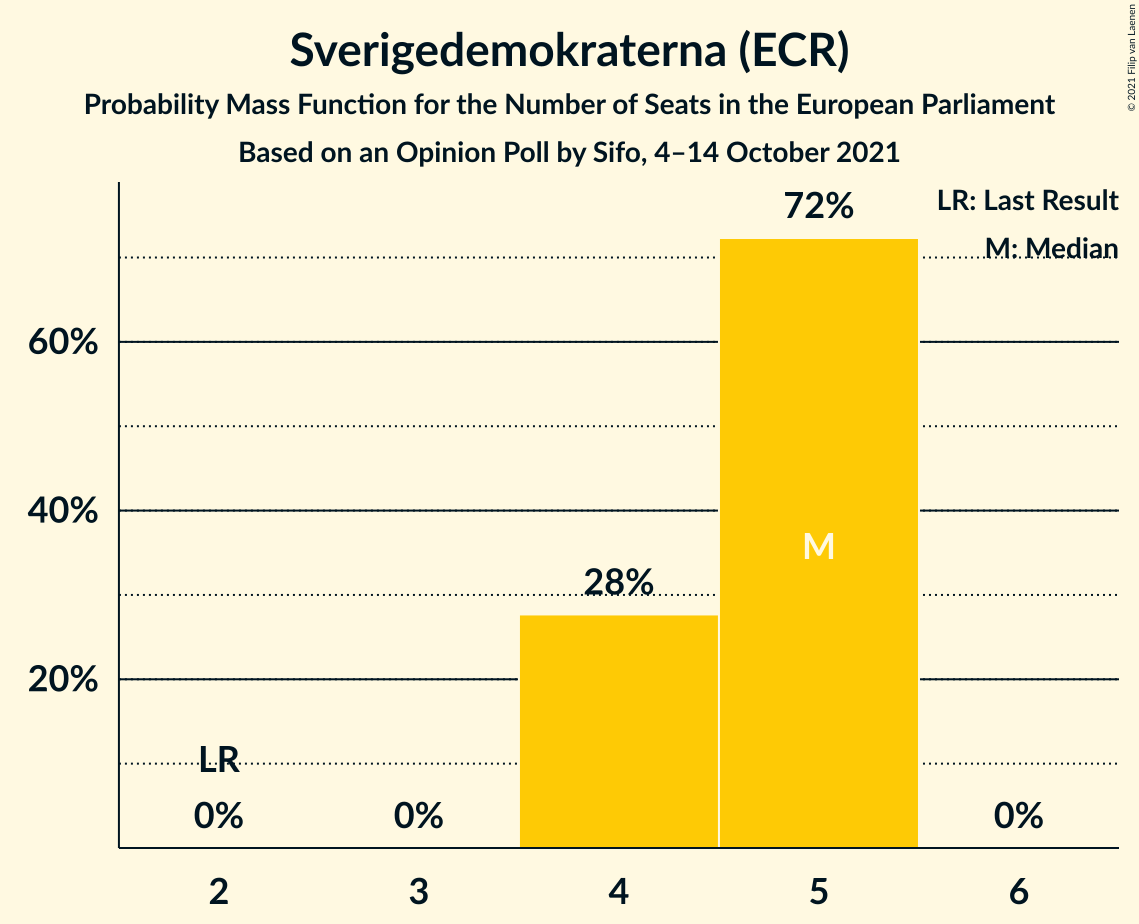 Sverigedemokraterna (ECR)
Probability Mass Function for the Number of Seats in the European Parliament
Based on an Opinion Poll by Sifo, 4–14 October 2021
© 2021 Filip van Laenen
LR: Last Result
M: Median
72%
60%
40%
M
28%
20%
LR
0%
0%
0%
2
3
4
5
6